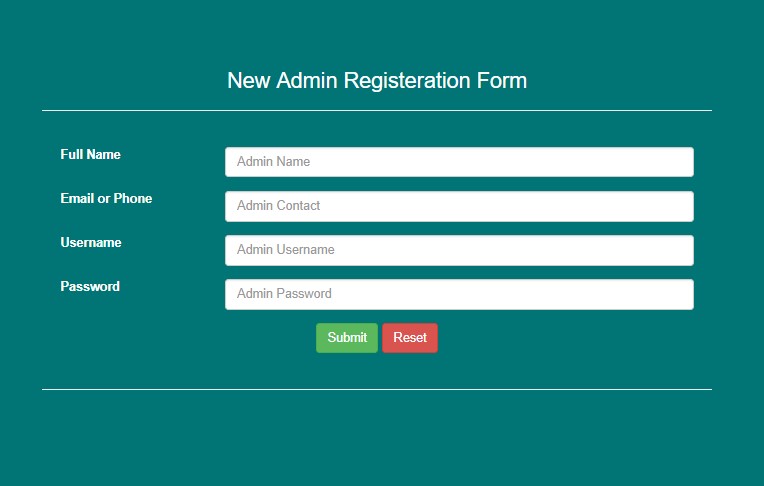 New Admin Registeration Form
Full Name
Admin Name
Email or Phone
Admin Contact
Username
Admin Username
Password
Admin Password
Submit Reset